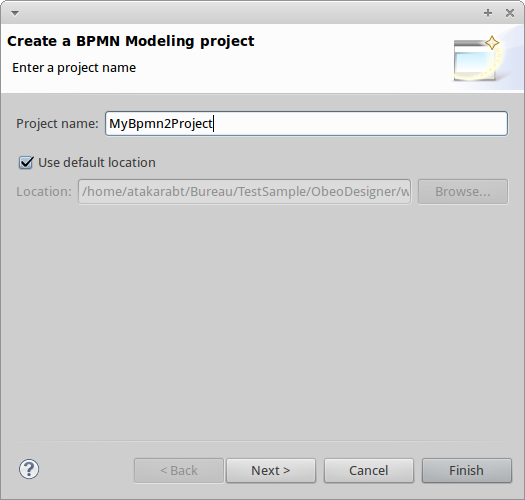 Create a BPMN Modeling project
Enter a project name
Project name: MyBpmn2Project
Use default location
Location: /home/atakarabt/Bureau/TestSample/ObeoDesigner/w Browse...
? < Back Next > Cancel Finish